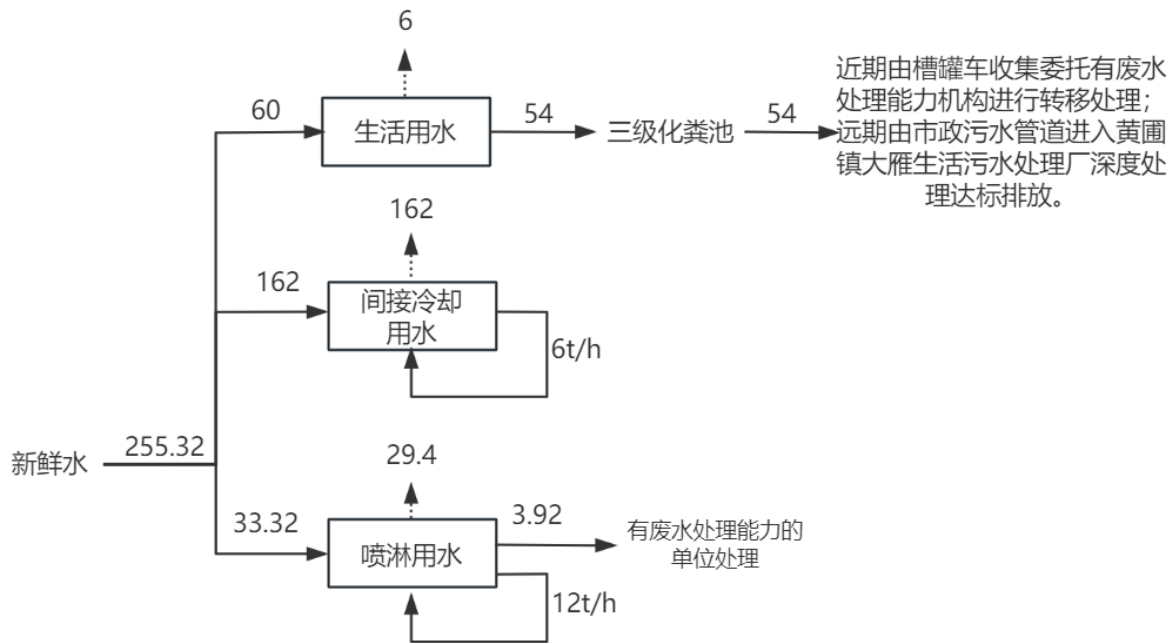 6
60
生活用水
54
三级化粪池
54
近期由槽罐车收集委托有废水
处理能力机构进行转移处理；
远期由市政污水管道进入黄圃
镇大雁生活污水处理厂深度处
理达标排放。
162
162
间接冷却
用水
6t/h
新鲜水
255.32
29.4
33.32
喷淋用水
3.92
有废水处理能力的
单位处理
12t/h